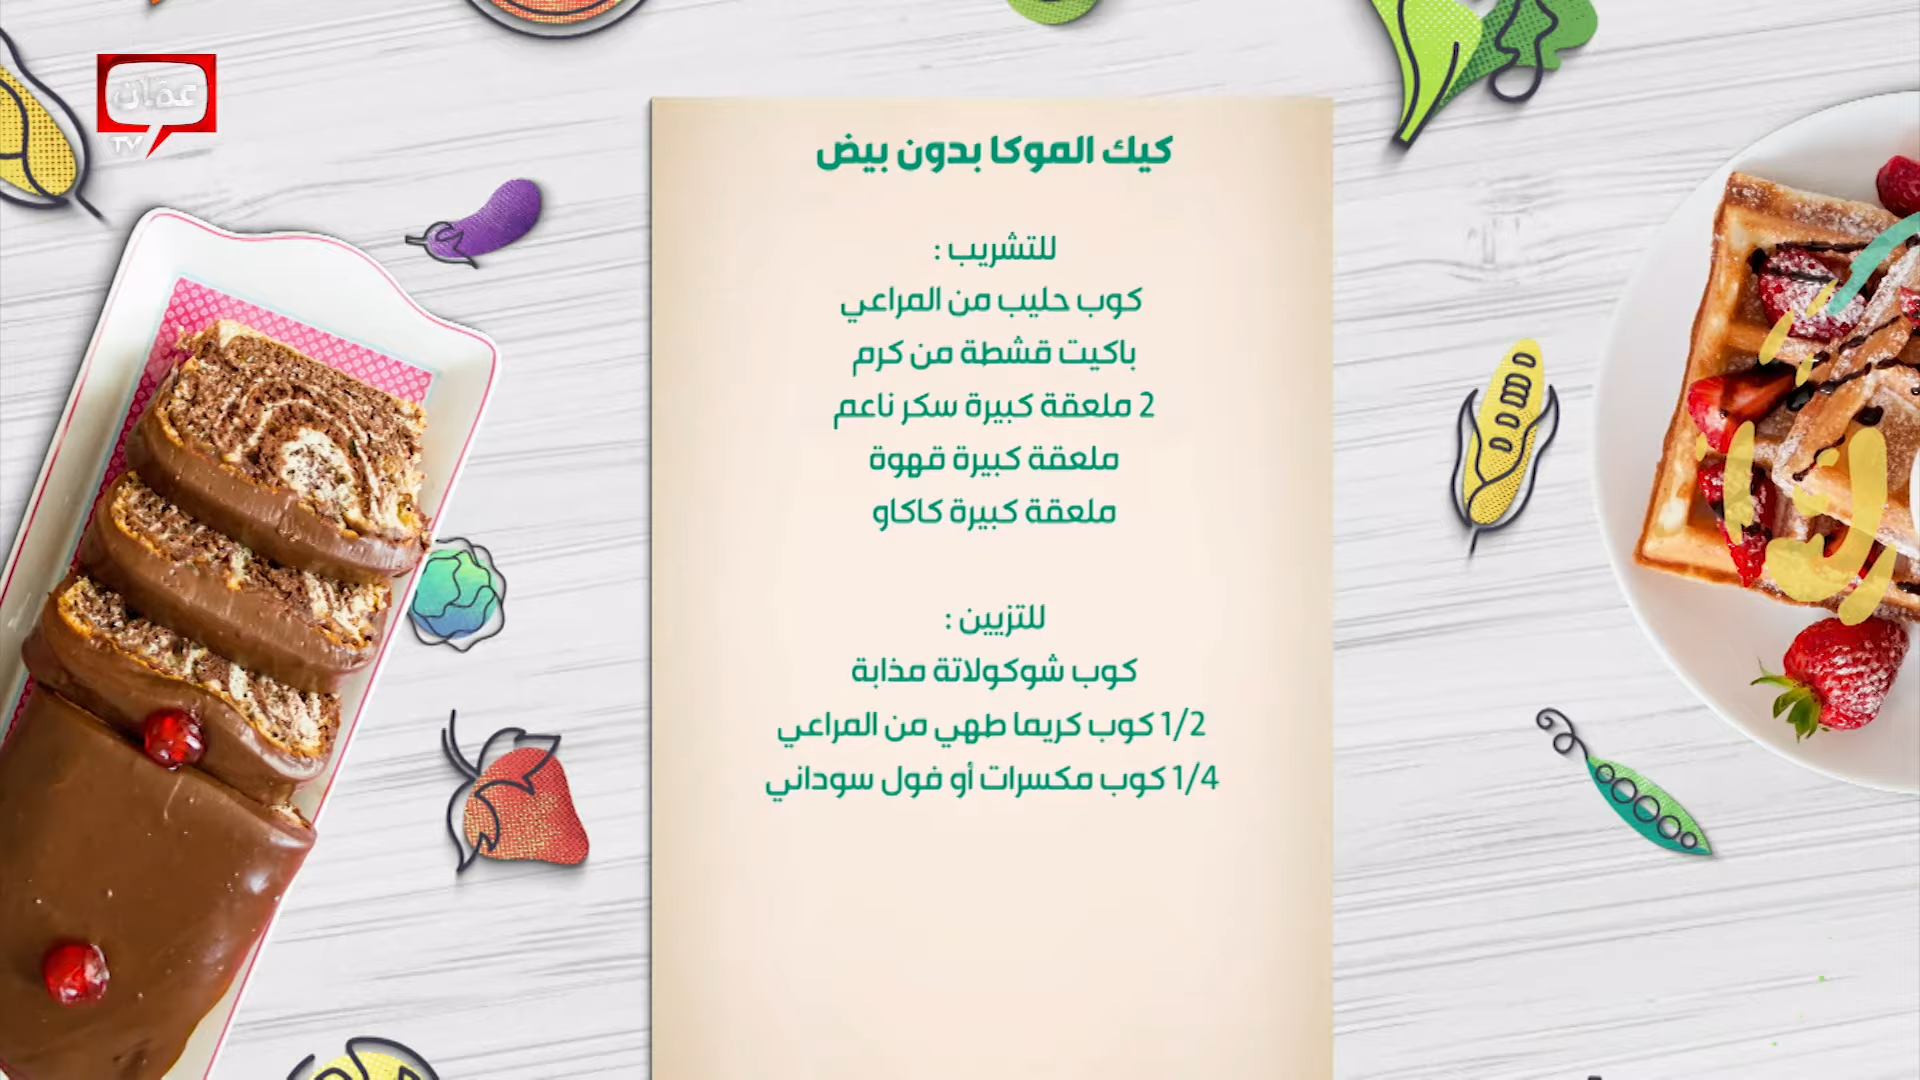 عمّان
TV
كيك الموكا بدون بيض
للتشريب :
كوب حليب من المراعي
باكيت قشطة من كرم
2 ملعقة كبيرة سكر ناعم
ملعقة كبيرة قهوة
ملعقة كبيرة كاكاو
للتزيين :
كوب شوكولاتة مذابة
1/2 كوب كريما طهي من المراعي
1/4 كوب مكسرات أو فول سوداني